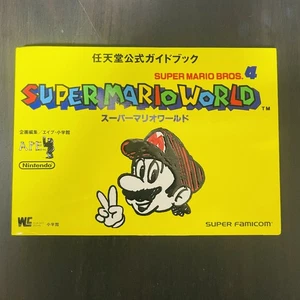 任天堂公式ガイドブック
SUPER MARIO BROS. 4
SUPER MARIO WORLD TM
スーパーマリオワールド
企画編集/エイプ・小学館
APE
Nintendo
小学館
SUPER FAMICOM